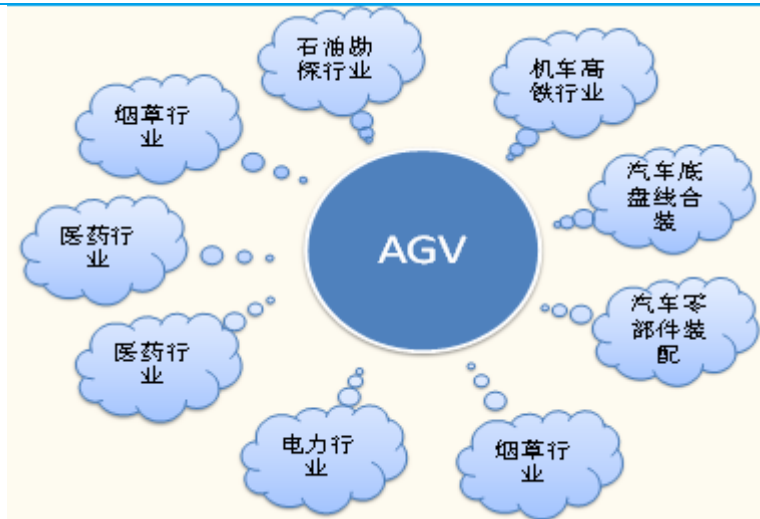 石油勘
探行业
机车高
铁行业
烟草行
业
汽车底
盘线合
装
医药行
业
AGV
汽车零
部件装
配
医药行
业
电力行
业
烟草行
业